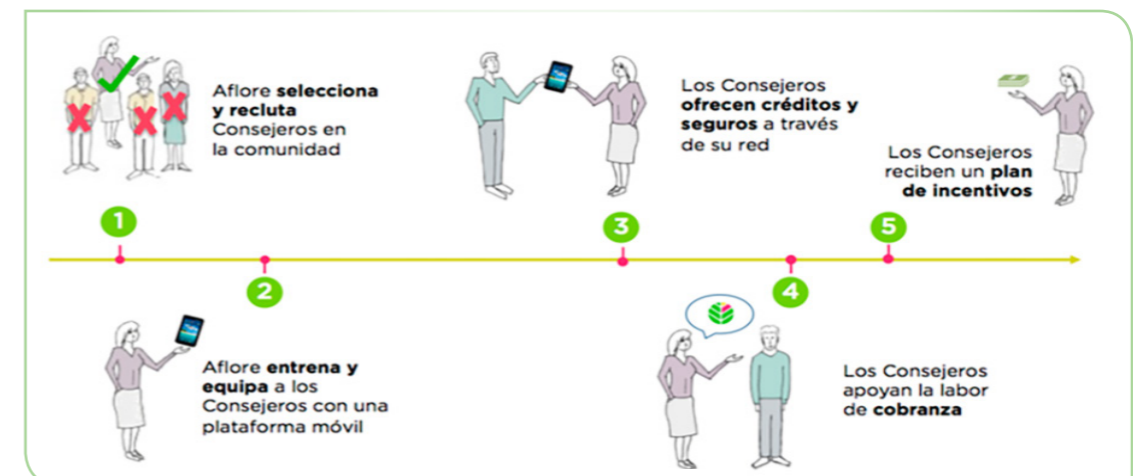 1
Aflore selecciona
y recluta
Consejeros en
la comunidad
2
Aflore entrena y
equipa a los
Consejeros con una
plataforma móvil
3
Los Consejeros
ofrecen créditos y
seguros a través
de su red
4
Los Consejeros
apoyan la labor
de cobranza
5
Los Consejeros
reciben un plan
de incentivos